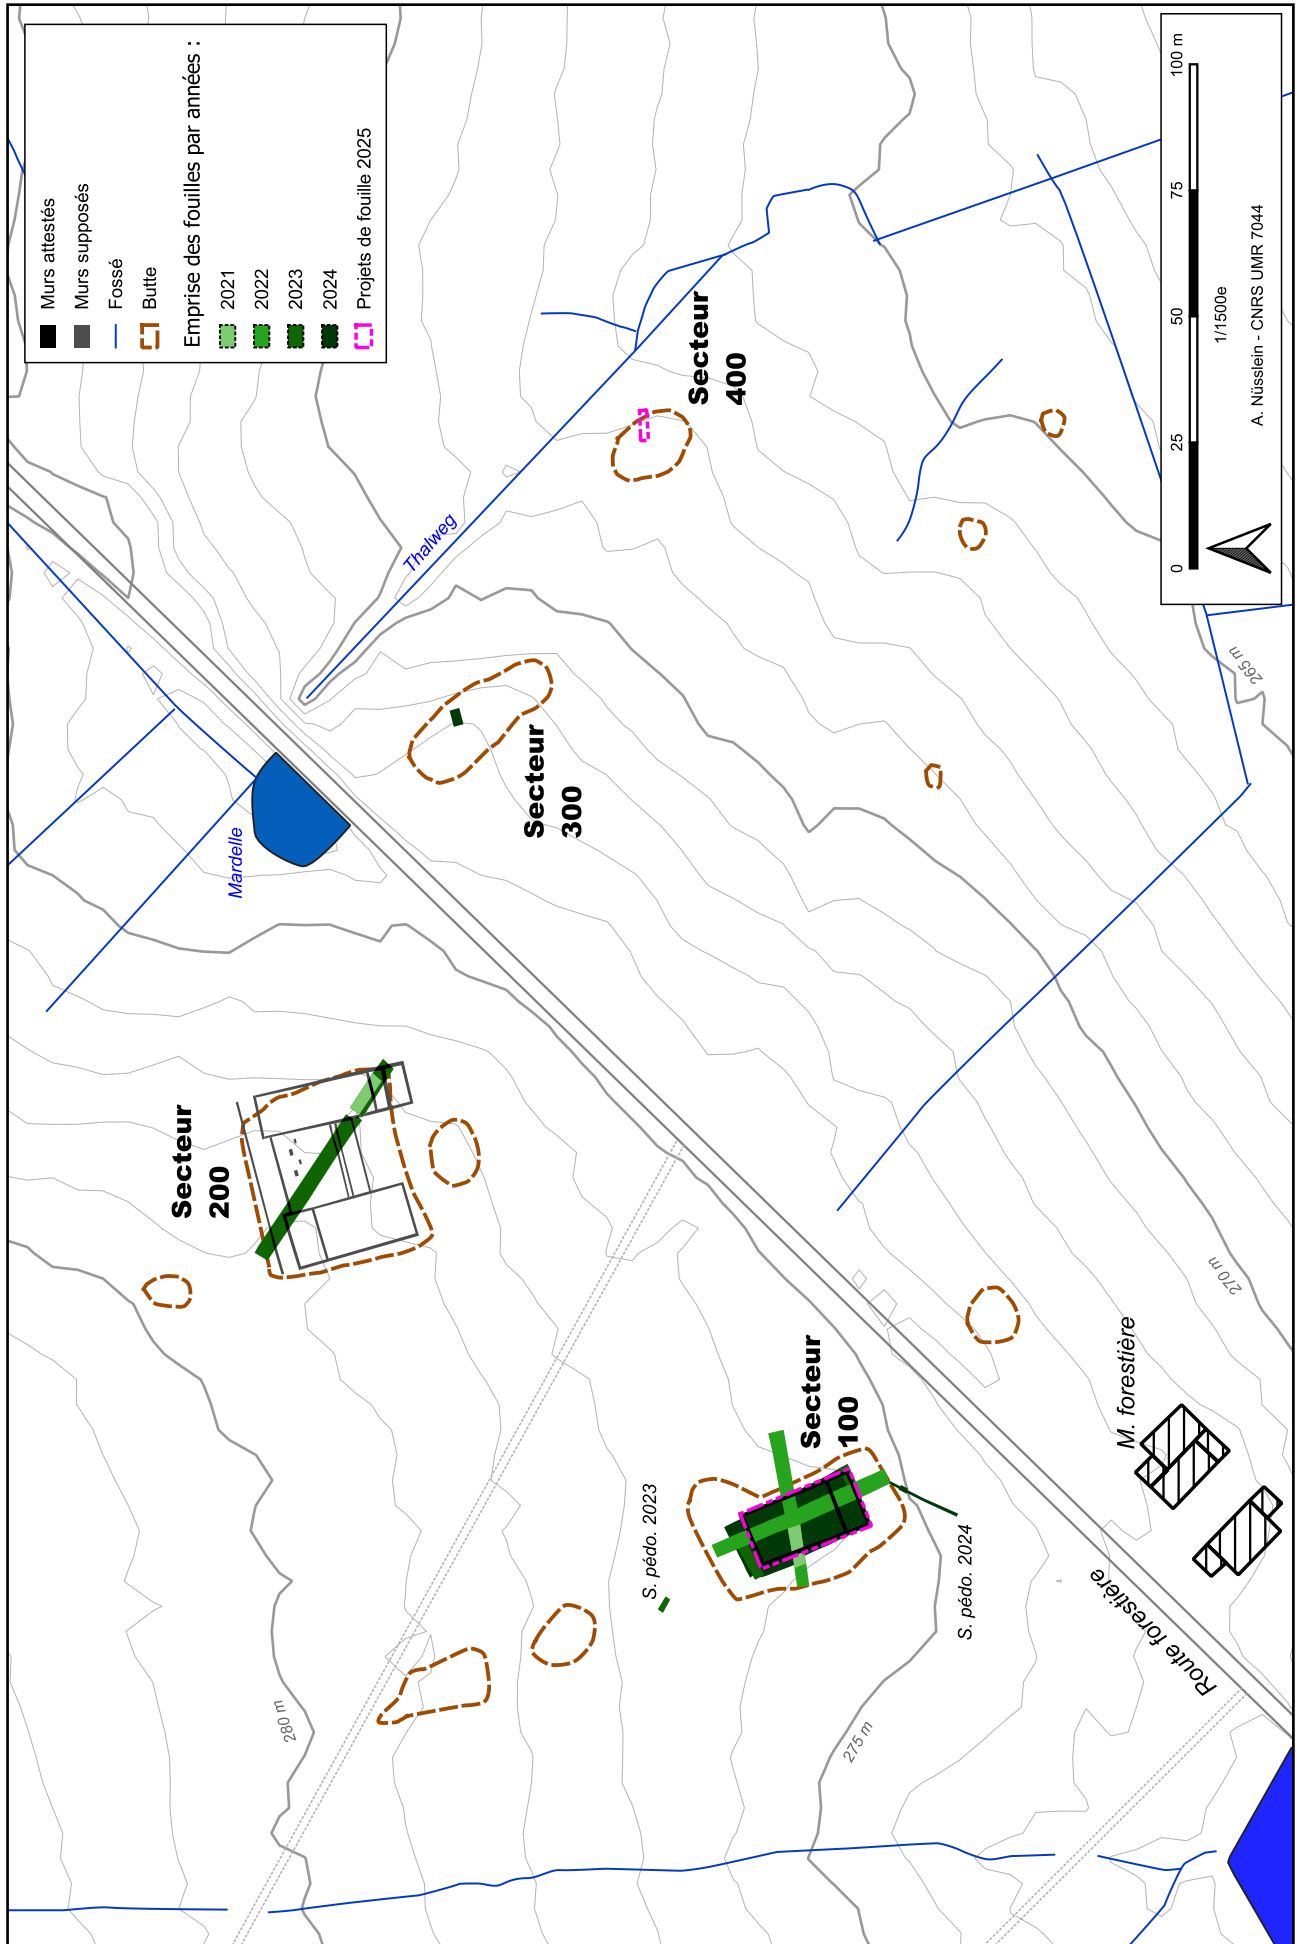 Murs attestés
Murs supposés
Fossé
Butte
Emprise des fouilles par années :
2021
2022
2023
2024
Projets de fouille 2025
Thalweg
Mardelle
Secteur
200
Secteur
300
Secteur
400
Secteur
100
S. pédo. 2023
S. pédo. 2024
M. forestière
Route forestière
280 m
275 m
270 m
265 m
0 25 50 75 100 m
1/1500e
A. Nüsslein - CNRS UMR 7044